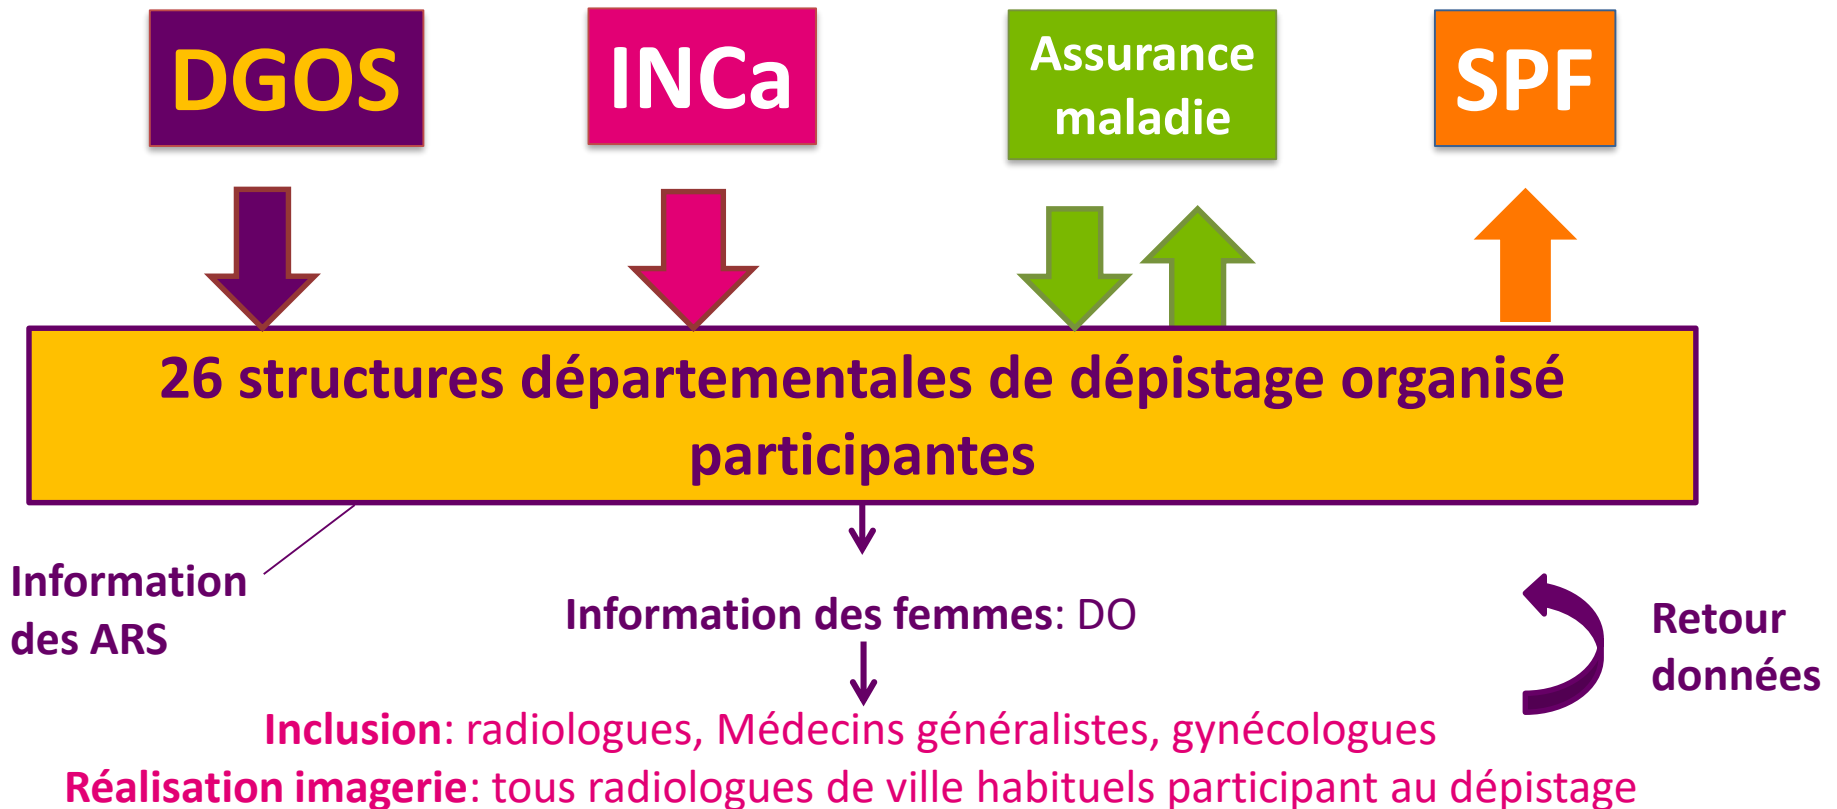 DGOS
INCa
Assurance
maladie
SPF
26 structures départementales de dépistage organisé
participantes
Information
des ARS
Information des femmes: DO
Retour
données
Inclusion: radiologues, Médecins généralistes, gynécologues
Réalisation imagerie: tous radiologues de ville habituels participant au dépistage